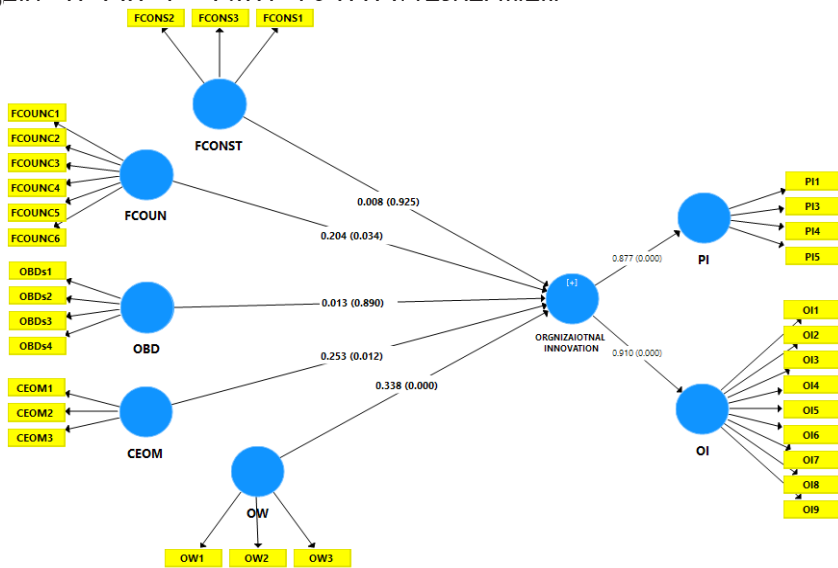 FCONS2
FCONS3
FCONS1
FCONST
FCOUNC1
FCOUNC2
FCOUNC3
FCOUNC4
FCOUNC5
FCOUNC6
FCOUN
0.008 (0.925)
0.204 (0.034)
OBDs1
OBDs2
OBDs3
OBDs4
OBD
0.013 (0.890)
0.253 (0.012)
0.338 (0.000)
CEOM1
CEOM2
CEOM3
CEOM
OW
OW1
OW2
OW3
[+]
ORGNIZAIOTNAL
INNOVATION
0.877 (0.000)
0.910 (0.000)
PI1
PI3
PI4
PI5
PI
OI1
OI2
OI3
OI4
OI5
OI6
OI7
OI8
OI9
OI